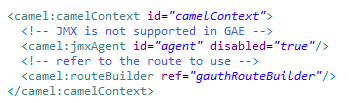 <camel:camelContext id="camelContext">
<!-- JMX is not supported in GAE -->
<camel:jmxAgent id="agent" disabled="true"/>
<!-- refer to the route to use -->
<camel:routeBuilder ref="gauthRouteBuilder"/>
</camel:camelContext>